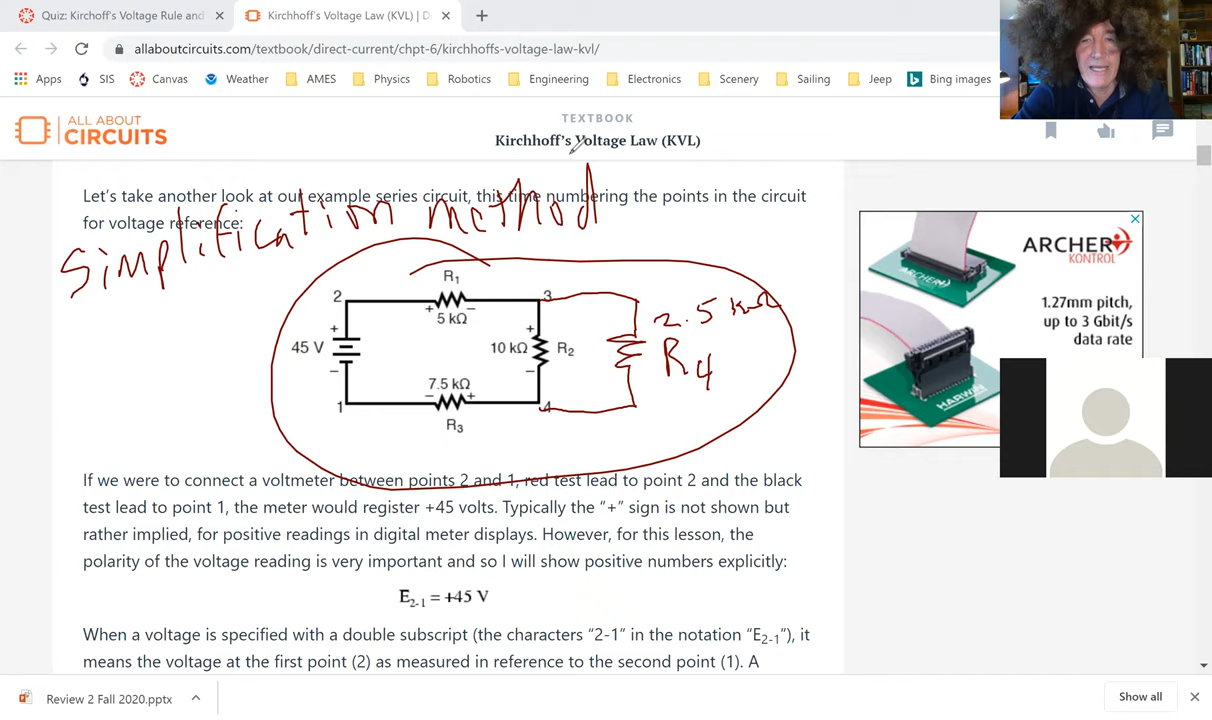 Quiz: Kirchoff's Voltage Rule and
Kirchhoff's Voltage Law (KVL) | D
allaboutcircuits.com/textbook/direct-current/chpt-6/kirchhoffs-voltage-law-kvl/
Apps SIS Canvas Weather AMES Physics Robotics Engineering Electronics Scenery Sailing Jeep Bing images
ALL ABOUT
CIRCUITS
TEXTBOOK
Kirchhoff's Voltage Law (KVL)
Let's take another look at our example series circuit, this time numbering the points in the circuit
for voltage reference:
Simplification method
R1
2
3
+ −
5 kΩ
+
+
45 V
10 kΩ
R2
−
−
7.5 kΩ
− +
1
4
R3
2.5 kΩ
R4
ARCHER
KONTROL
1.27mm pitch,
up to 3 Gbit/s
data rate
HARWIN
HARWIN
If we were to connect a voltmeter between points 2 and 1, red test lead to point 2 and the black
test lead to point 1, the meter would register +45 volts. Typically the “+” sign is not shown but
rather implied, for positive readings in digital meter displays. However, for this lesson, the
polarity of the voltage reading is very important and so I will show positive numbers explicitly:
E2-1 = +45 V
When a voltage is specified with a double subscript (the characters “2-1” in the notation “E2-1”), it
means the voltage at the first point (2) as measured in reference to the second point (1). A
Review 2 Fall 2020.pptx
Show all